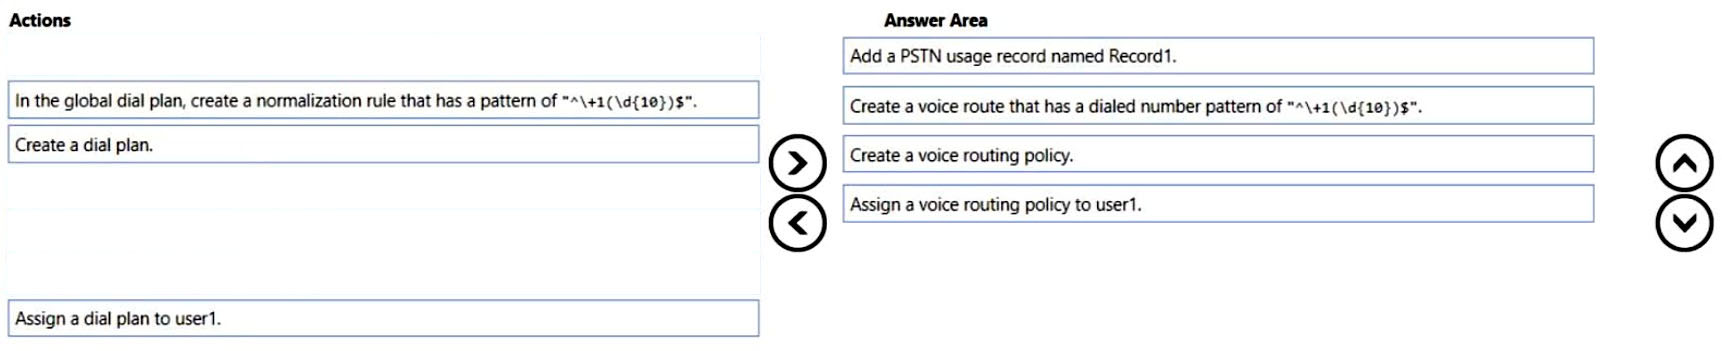 Actions
In the global dial plan, create a normalization rule that has a pattern of "^\+1(\d{10})$".
Create a dial plan.
Assign a dial plan to user1.
Answer Area
Add a PSTN usage record named Record1.
Create a voice route that has a dialed number pattern of "^\+1(\d{10})$".
Create a voice routing policy.
Assign a voice routing policy to user1.